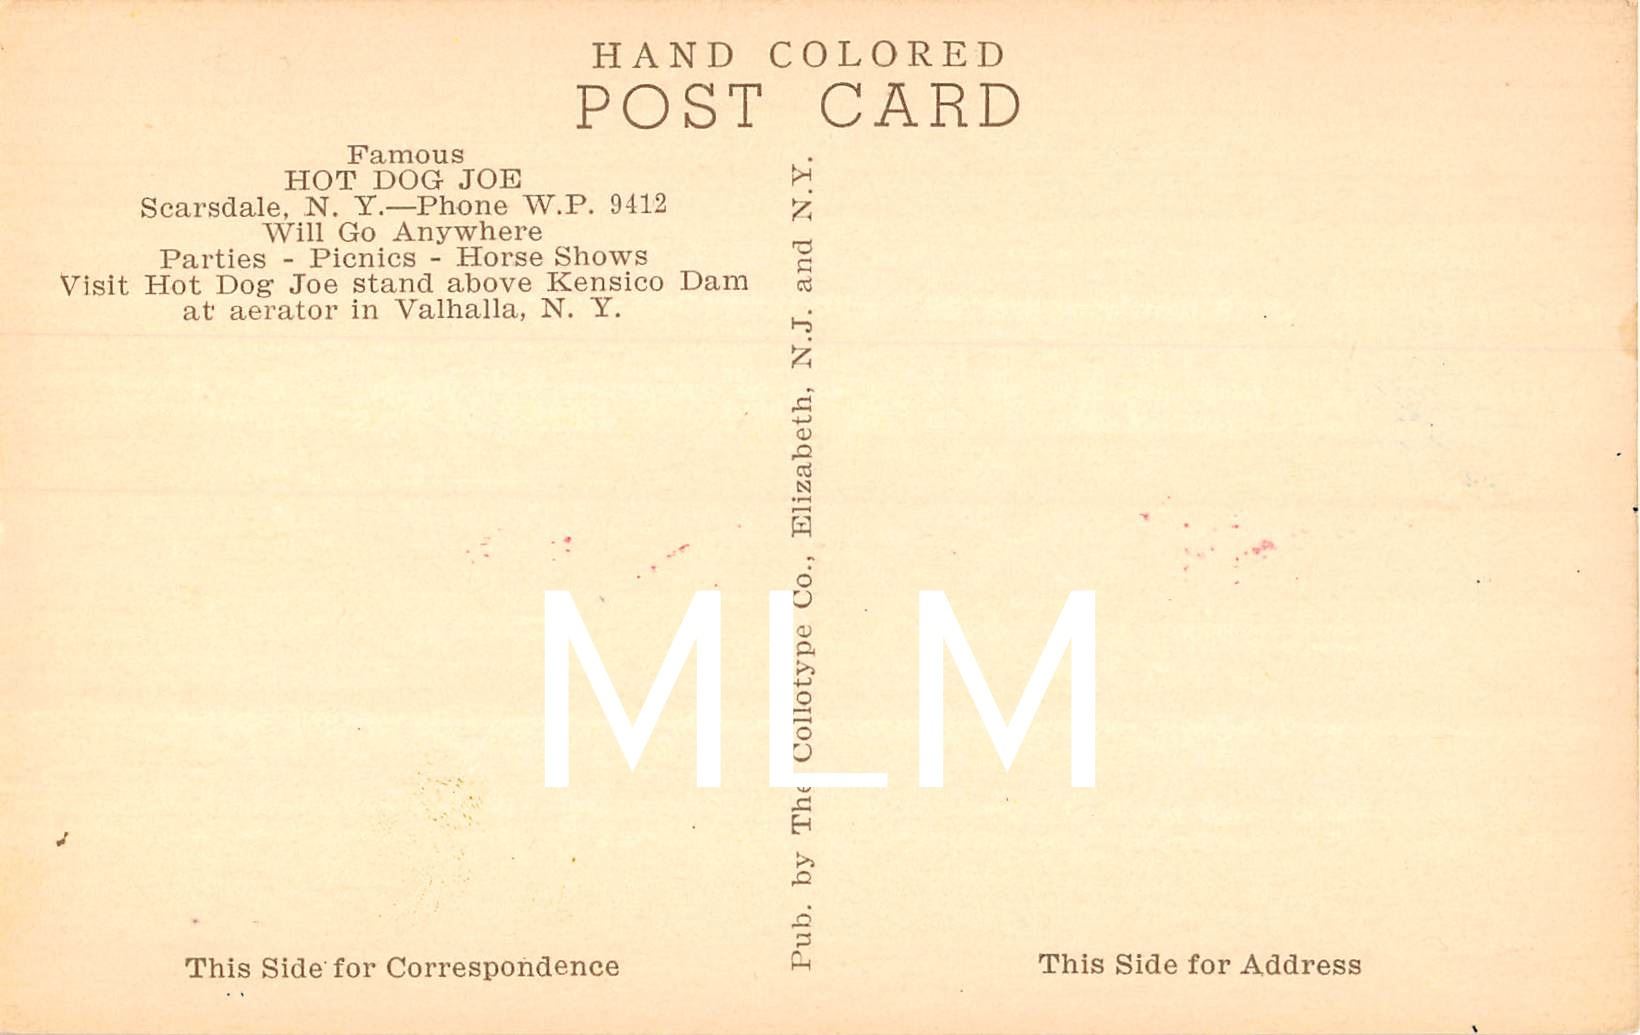 HAND COLORED
POST CARD
Famous
HOT DOG JOE
Scarsdale, N. Y.—Phone W.P. 9412
Will Go Anywhere
Parties - Picnics - Horse Shows
Visit Hot Dog Joe stand above Kensico Dam
at aerator in Valhalla, N. Y.
Pub. by The Collotype Co., Elizabeth, N.J. and N.Y.
MLM
This Side for Correspondence
This Side for Address